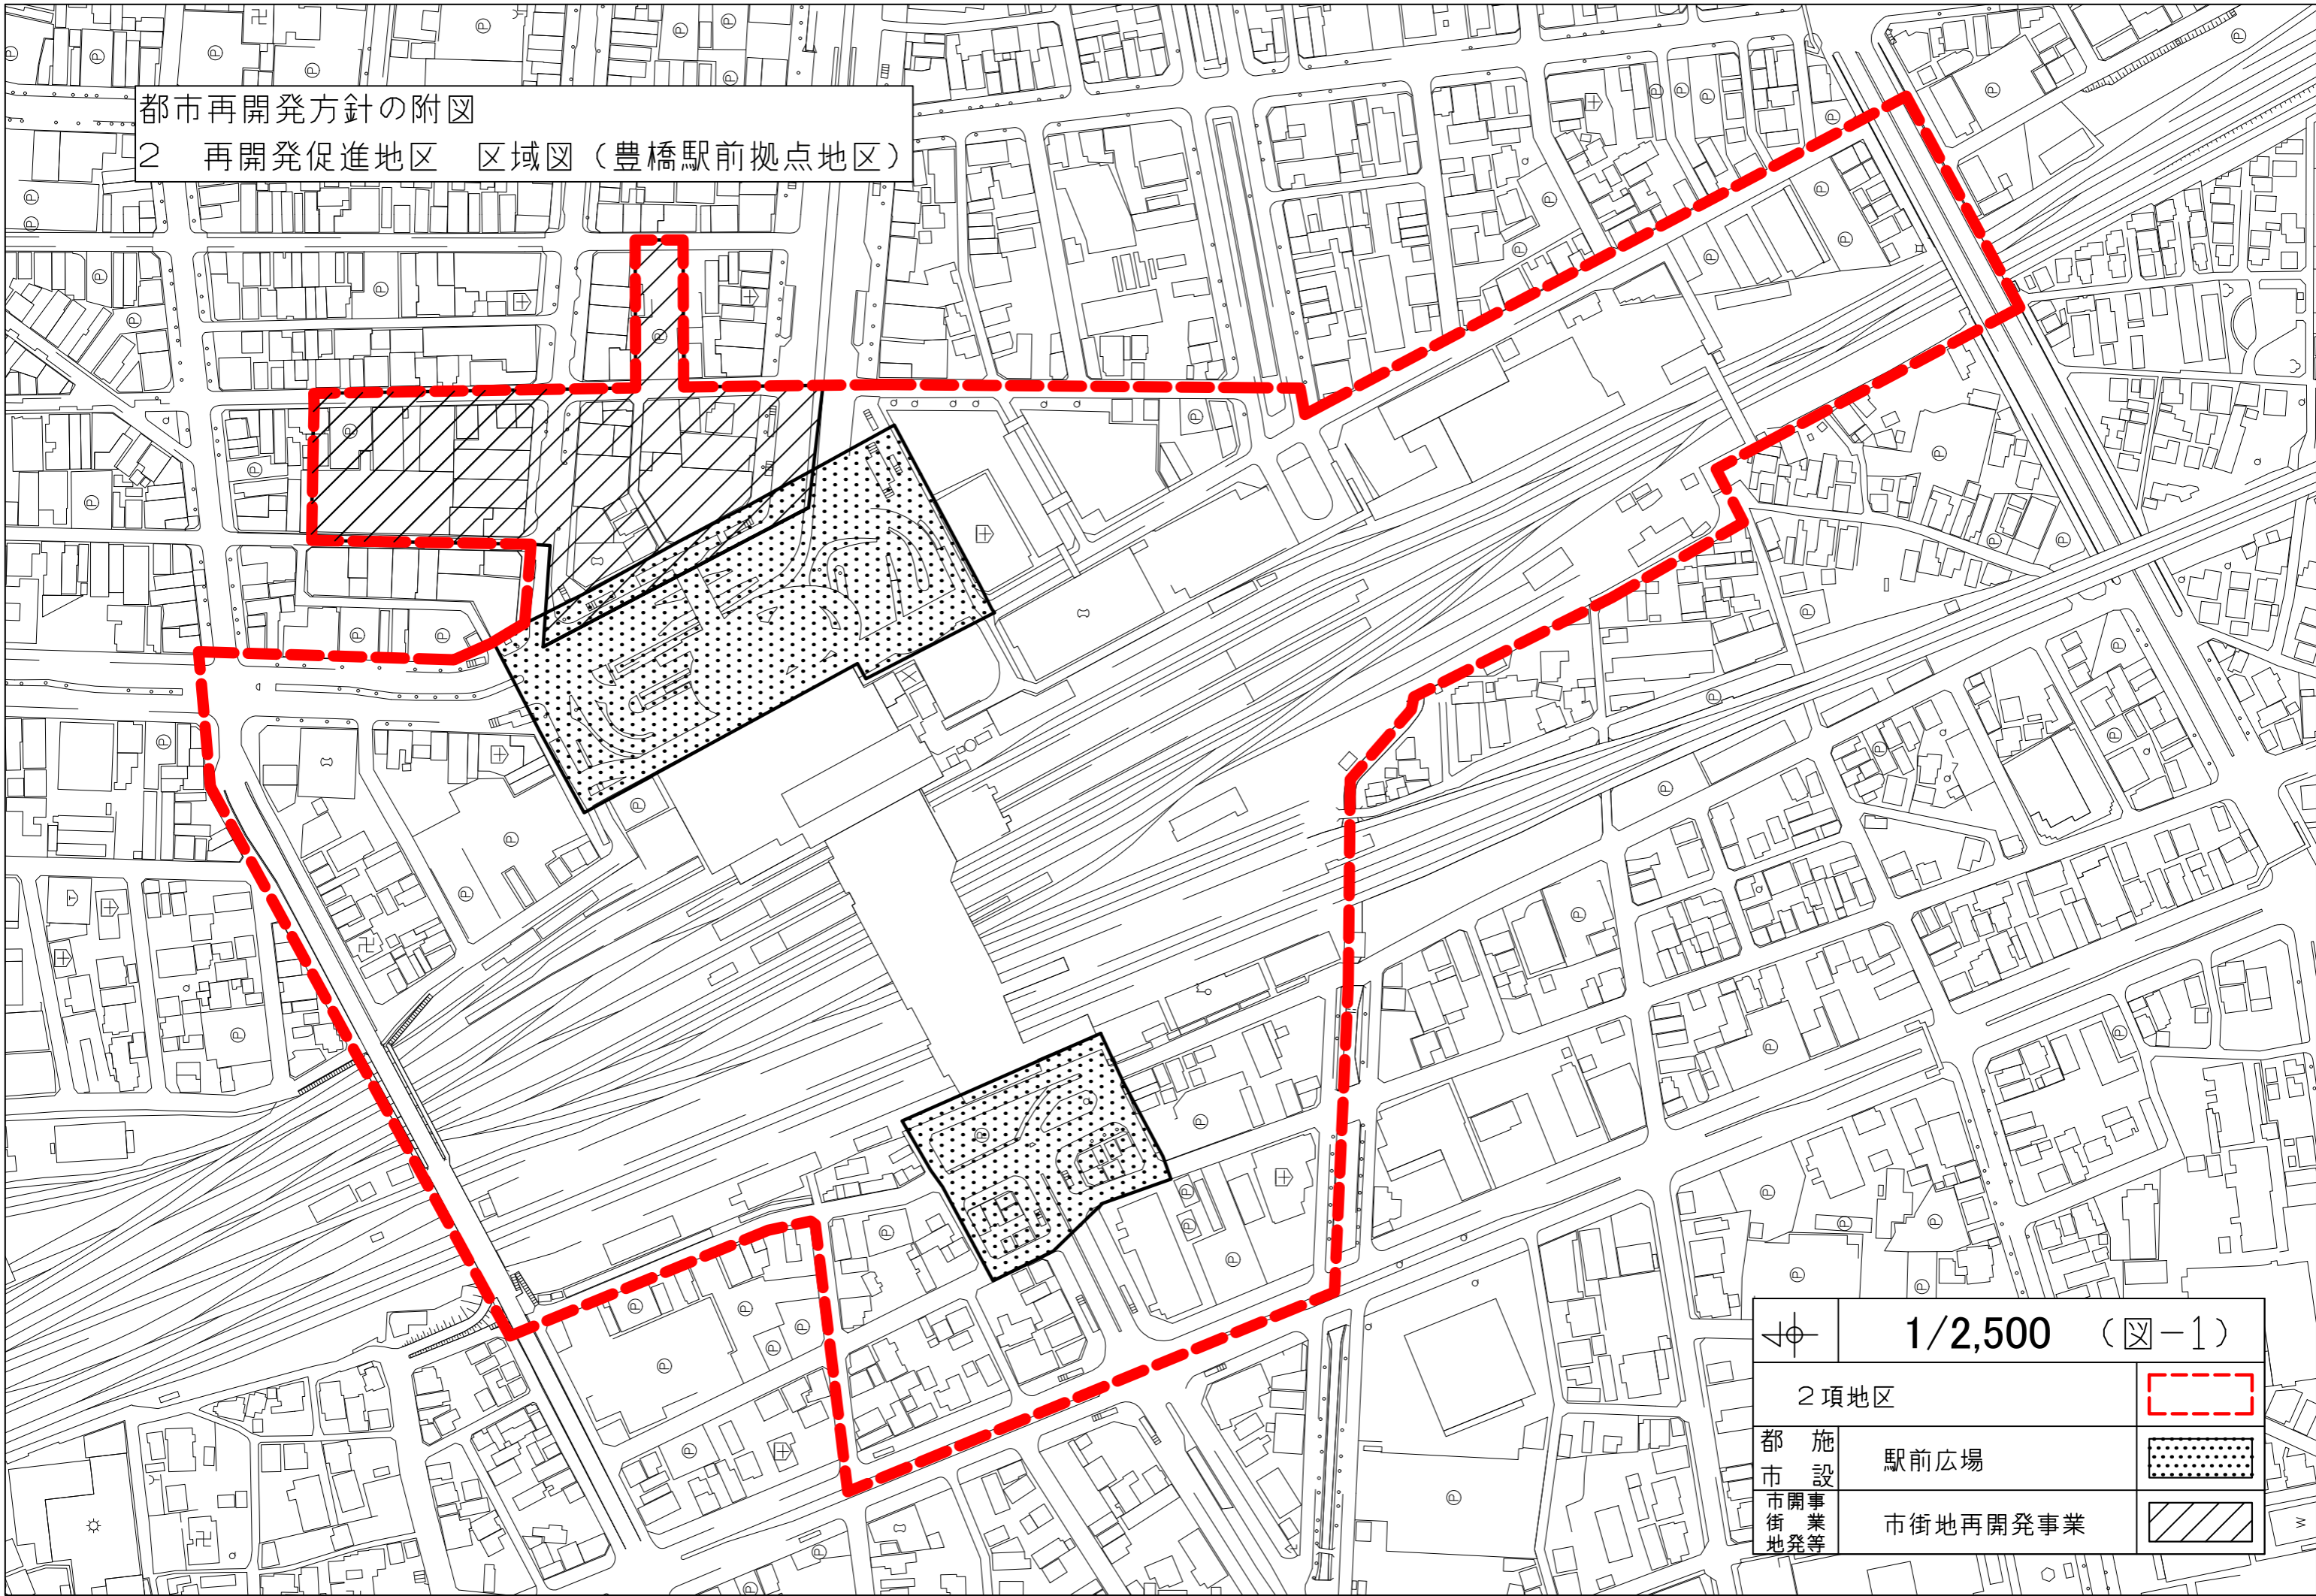 都市再開発方針の附図
2 再開発促進地区 区域図(豊橋駅前拠点地区)
1/2,500 (図-1)
2項地区
都市施設
駅前広場
市街地開発事業等
市街地再開発事業